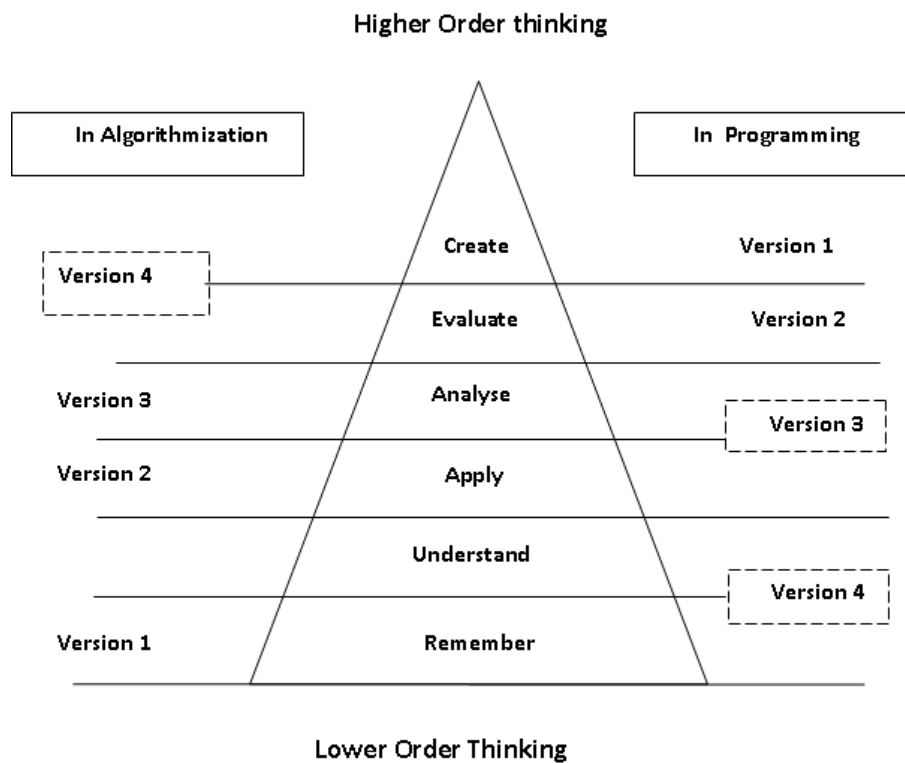 Higher Order thinking
In Algorithmization
In Programming
Create
Version 1
Version 4
Evaluate
Version 2
Version 3
Analyse
Version 3
Version 2
Apply
Understand
Version 4
Version 1
Remember
Lower Order Thinking